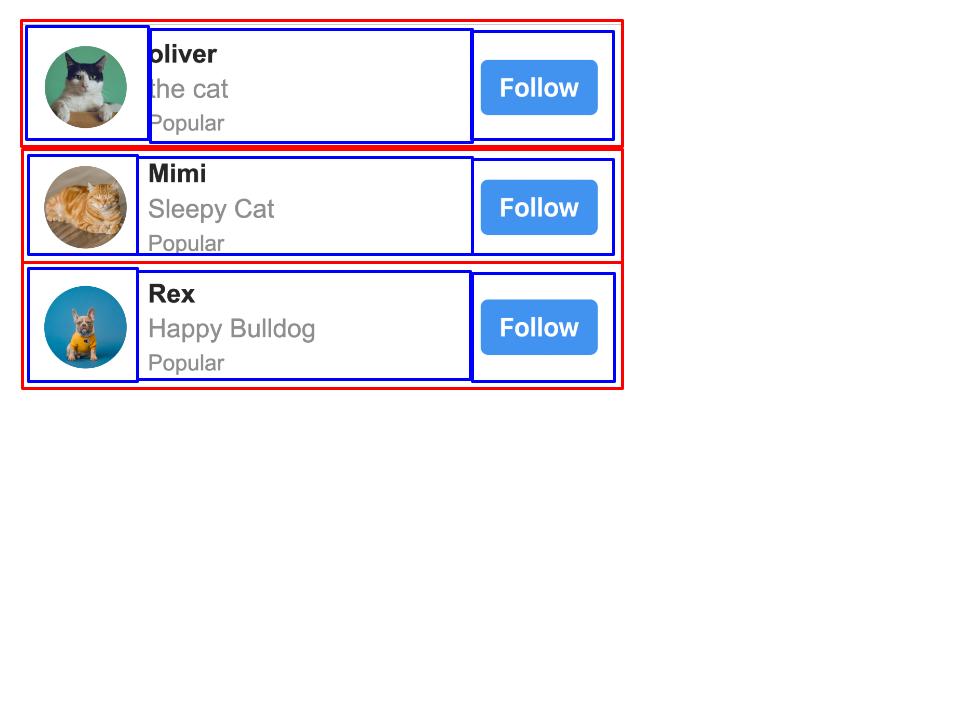 oliver
the cat
Popular
Follow
Mimi
Sleepy Cat
Popular
Follow
Rex
Happy Bulldog
Popular
Follow